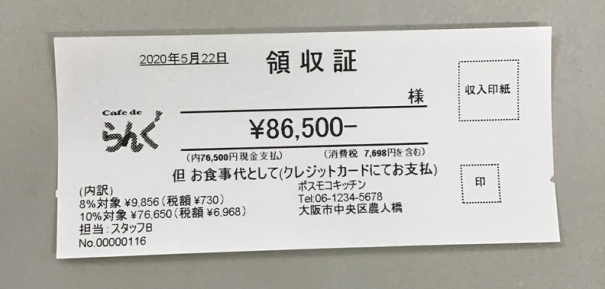 2020年5月22日
領収証
収入印紙
様
Cafe de
らんぐ
¥86,500-
(内76,500円現金支払) (消費税 7,698円を含む)
但 お食事代として(クレジットカードにてお支払)
(内訳)
8%対象 ¥9,856 (税額 ¥730)
10%対象 ¥76,650 (税額 ¥6,968)
担当 : スタッフB
No.00000116
ポスモコキッチン
Tel:06-1234-5678
大阪市中央区農人橋
印